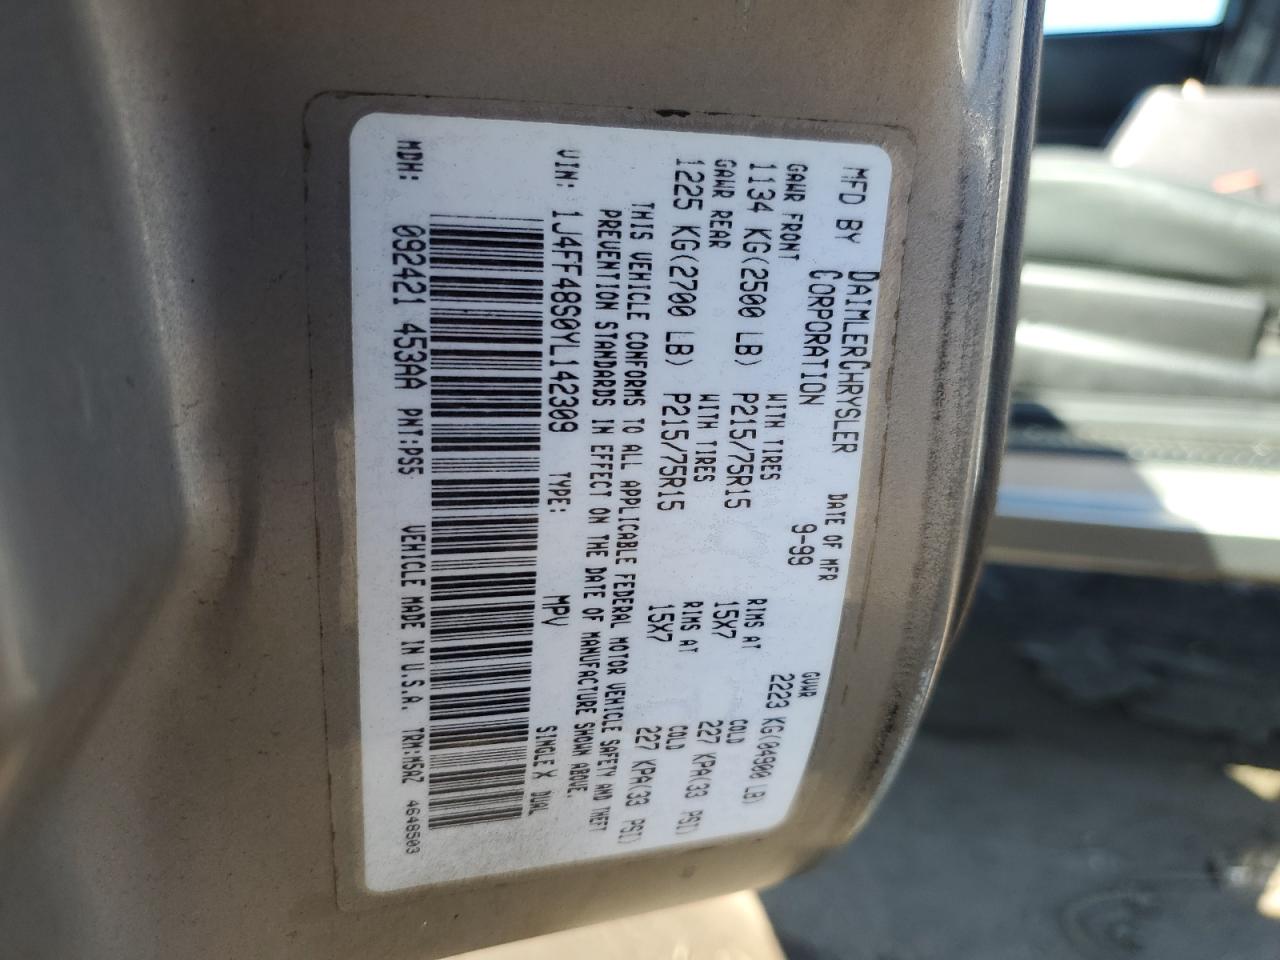 MFD BY DAIMLERCHRYSLER DATE OF MFR GVWR
CORPORATION 9-99 2223 KG(04900 LB)
GAWR FRONT WITH TIRES RIMS AT COLD
1134 KG(2500 LB) P215/75R15 15X7 227 KPA(33 PSI)
GAWR REAR WITH TIRES RIMS AT COLD
1225 KG(2700 LB) P215/75R15 15X7 227 KPA(33 PSI)
THIS VEHICLE CONFORMS TO ALL APPLICABLE FEDERAL MOTOR VEHICLE SAFETY AND THEFT
PREVENTION STANDARDS IN EFFECT ON THE DATE OF MANUFACTURE SHOWN ABOVE.
VIN: 1J4FF48S0YL142309 TYPE: MPV SINGLE X DUAL
MDH: 092421 453AA PNT:PS5 VEHICLE MADE IN U.S.A. TRM:MSAZ 4648503